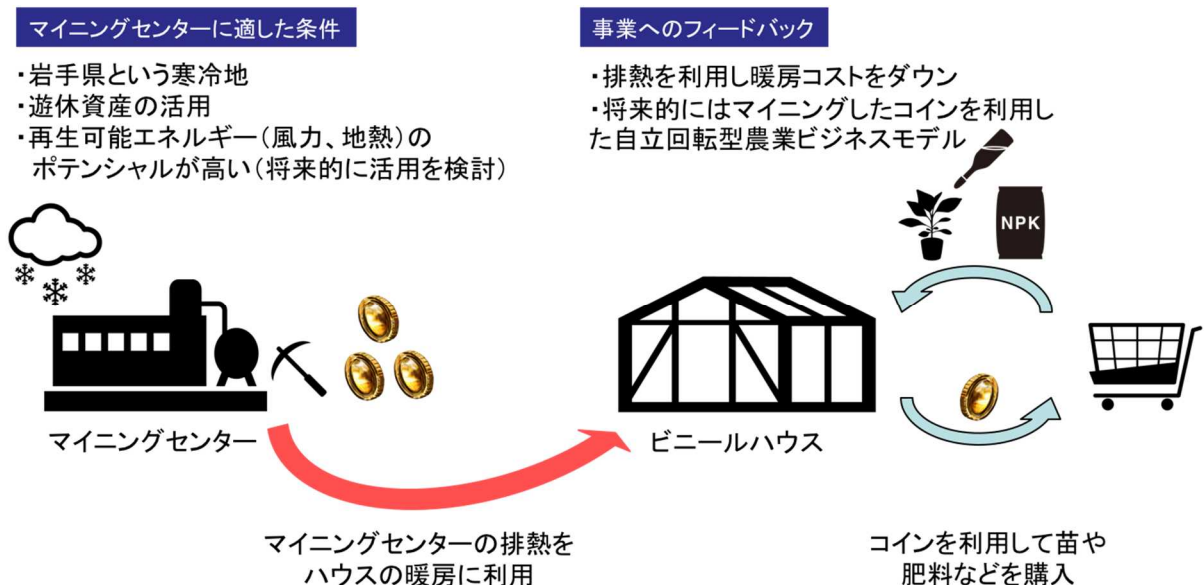 マイニングセンターに適した条件
・岩手県という寒冷地
・遊休資産の活用
・再生可能エネルギー（風力、地熱）の
ポテンシャルが高い（将来的に活用を検討）
マイニングセンター
マイニングセンターの排熱を
ハウスの暖房に利用
事業へのフィードバック
・排熱を利用し暖房コストをダウン
・将来的にはマイニングしたコインを利用し
た自立回転型農業ビジネスモデル
NPK
ビニールハウス
コインを利用して苗や
肥料などを購入